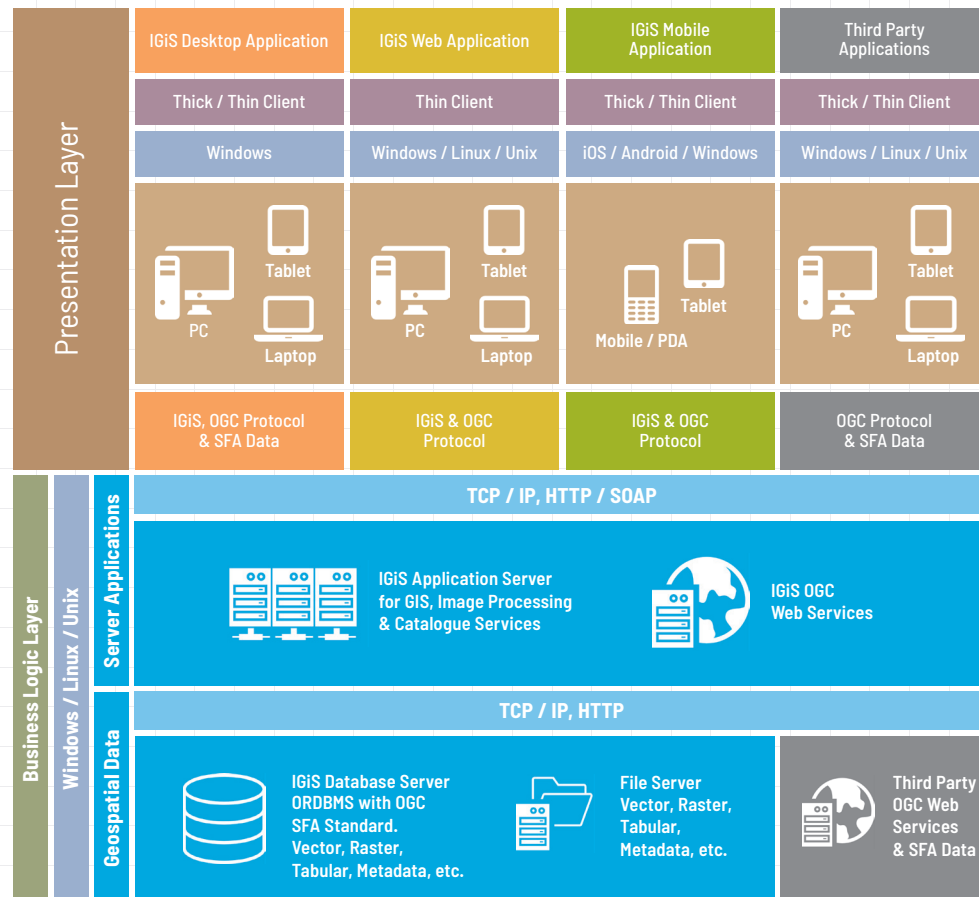 Presentation Layer
IGiS Desktop Application
IGiS Web Application
IGiS Mobile
Application
Third Party
Applications
Thick / Thin Client
Thin Client
Thick / Thin Client
Thick / Thin Client
Windows
Windows / Linux / Unix
iOS / Android / Windows
Windows / Linux / Unix
PC
Tablet
Laptop
PC
Tablet
Laptop
Mobile / PDA
Tablet
PC
Tablet
Laptop
IGiS, OGC Protocol
& SFA Data
IGiS & OGC
Protocol
IGiS & OGC
Protocol
OGC Protocol
& SFA Data
Business Logic Layer
Windows / Linux / Unix
Server Applications
TCP / IP, HTTP / SOAP
IGiS Application Server
for GIS, Image Processing
& Catalogue Services
IGiS OGC
Web Services
Geospatial Data
TCP / IP, HTTP
IGiS Database Server
ORDBMS with OGC
SFA Standard.
Vector, Raster,
Tabular, Metadata, etc.
File Server
Vector, Raster,
Tabular,
Metadata, etc.
Third Party
OGC Web
Services
& SFA Data